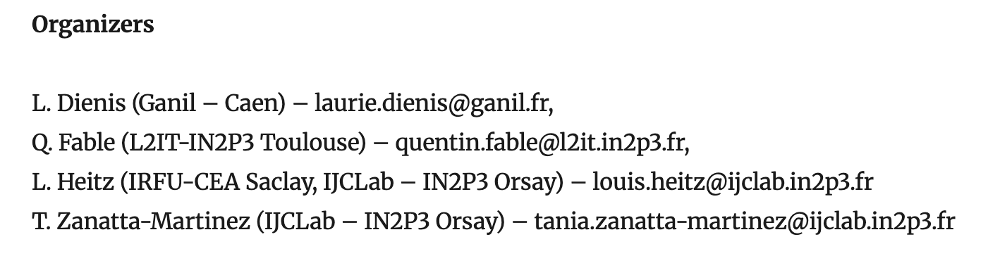 Organizers
L. Dienis (Ganil – Caen) – laurie.dienis@ganil.fr,
Q. Fable (L2IT-IN2P3 Toulouse) – quentin.fable@l2it.in2p3.fr,
L. Heitz (IRFU-CEA Saclay, IJCLab – IN2P3 Orsay) – louis.heitz@ijclab.in2p3.fr
T. Zanatta-Martinez (IJCLab – IN2P3 Orsay) – tania.zanatta-martinez@ijclab.in2p3.fr